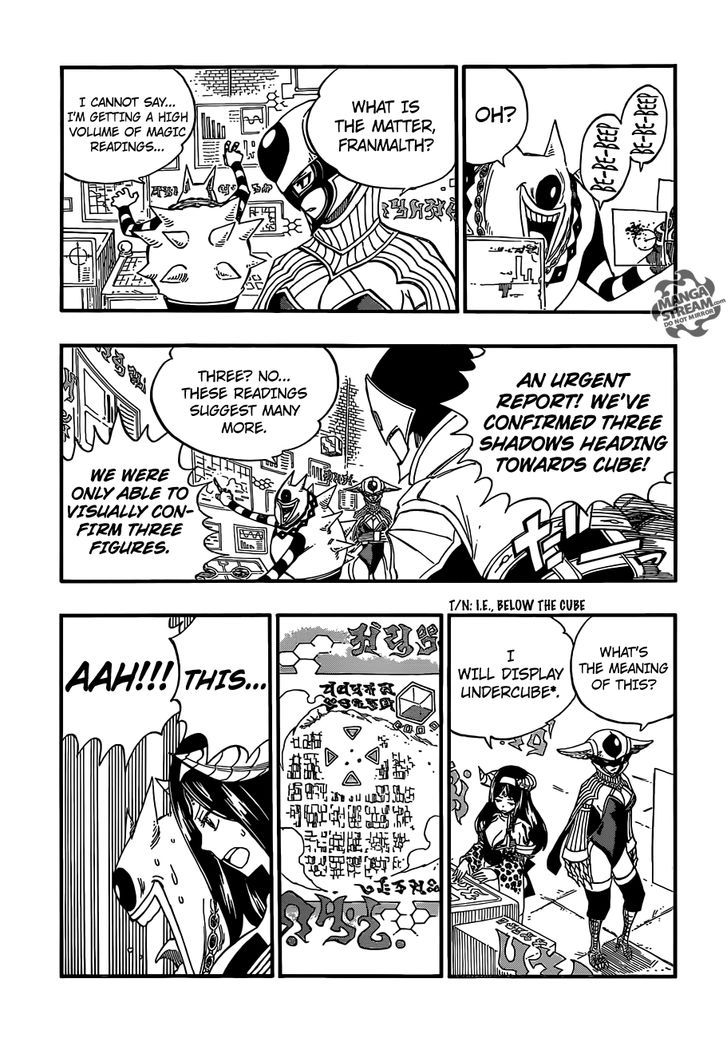 OH?
BE-BE-BEEP
BE-BE-BEEP
WHAT IS
THE MATTER,
FRANMALTH?
I CANNOT SAY...
I'M GETTING A HIGH
VOLUME OF MAGIC
READINGS...
MANGA
STREAM.com
DO NOT MIRROR
AN URGENT
REPORT! WE'VE
CONFIRMED THREE
SHADOWS HEADING
TOWARDS CUBE!
THREE? NO...
THESE READINGS
SUGGEST MANY
MORE.
WE WERE
ONLY ABLE TO
VISUALLY CON-
FIRM THREE
FIGURES.
T/N: I.E., BELOW THE CUBE
WHAT'S
THE MEANING
OF THIS?
I
WILL DISPLAY
UNDERCUBE*.
THIS...
AAH!!!